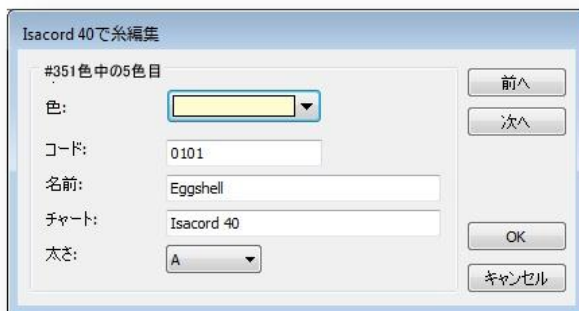 Isacord 40で糸編集
#351色中の5色目
色:
コード:
0101
名前:
Eggshell
チャート:
Isacord 40
太さ:
A
前へ
次へ
OK
キャンセル